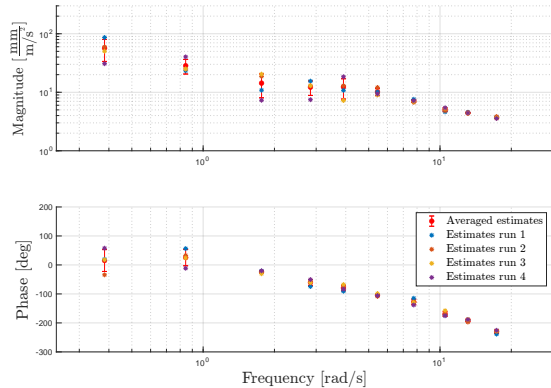 Magnitude [mm/m/s²]
10²
10¹
10⁰
10⁰
10¹
Phase [deg]
200
100
0
-100
-200
-300
Averaged estimates
Estimates run 1
Estimates run 2
Estimates run 3
Estimates run 4
10⁰
10¹
Frequency [rad/s]